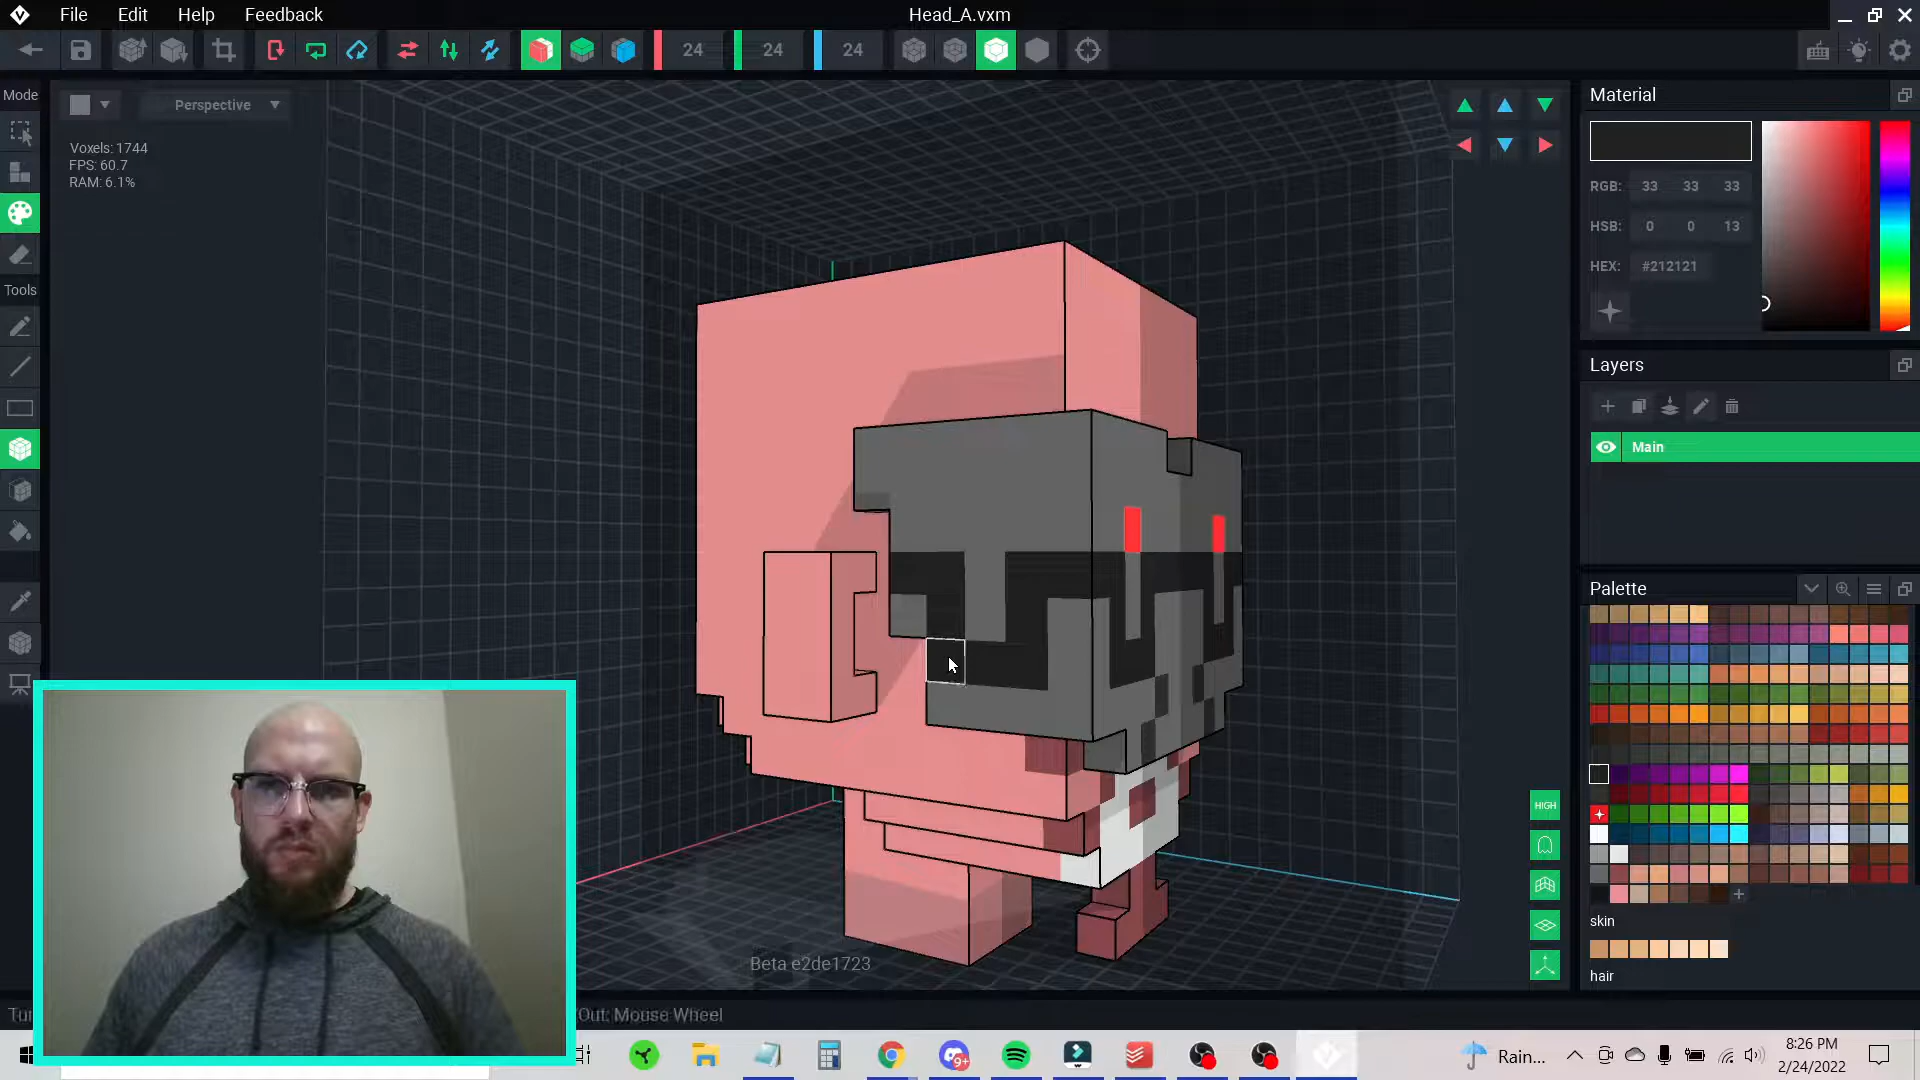 File Edit Help Feedback
Head_A.vxm
24 24 24
Mode
Perspective
Voxels: 1744
FPS: 60.7
RAM: 6.1%
Tools
Material
RGB: 33 33 33
HSB: 0 0 13
HEX: #212121
Layers
Main
Palette
HIGH
skin
hair
Beta e2de1723
Out: Mouse Wheel
9+
Rain...
8:26 PM
2/24/2022